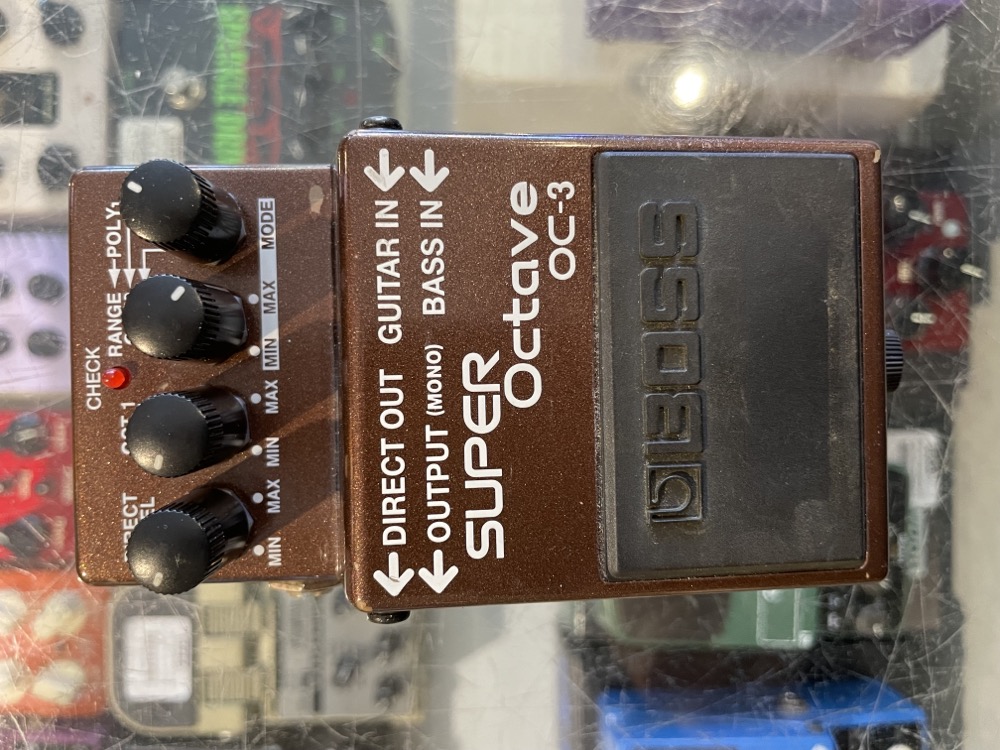 CHECK
RANGE
POLY
OCT 1
MIN MAX MIN MAX MIN MAX MODE
DIRECT OUT GUITAR IN
OUTPUT (MONO) BASS IN
SUPER
Octave
OC-3
BOSS